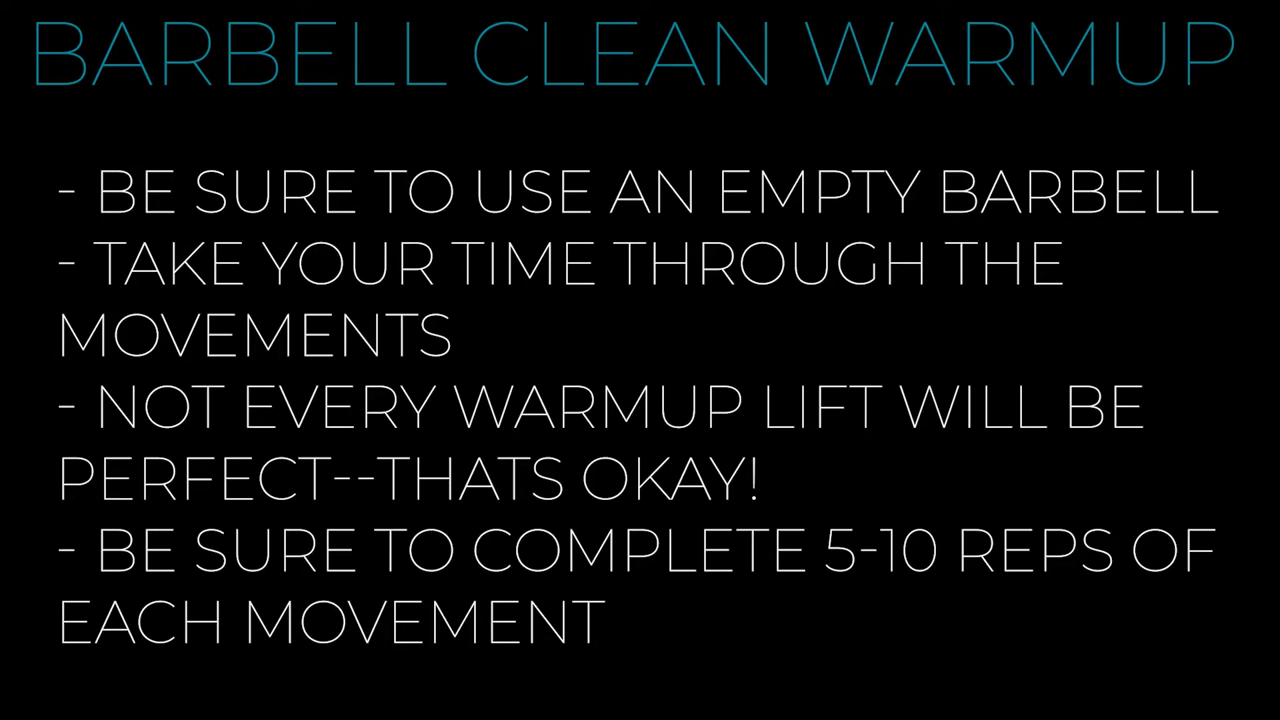 BARBELL CLEAN WARMUP
- BE SURE TO USE AN EMPTY BARBELL
- TAKE YOUR TIME THROUGH THE
MOVEMENTS
- NOT EVERY WARMUP LIFT WILL BE
PERFECT--THATS OKAY!
- BE SURE TO COMPLETE 5-10 REPS OF
EACH MOVEMENT